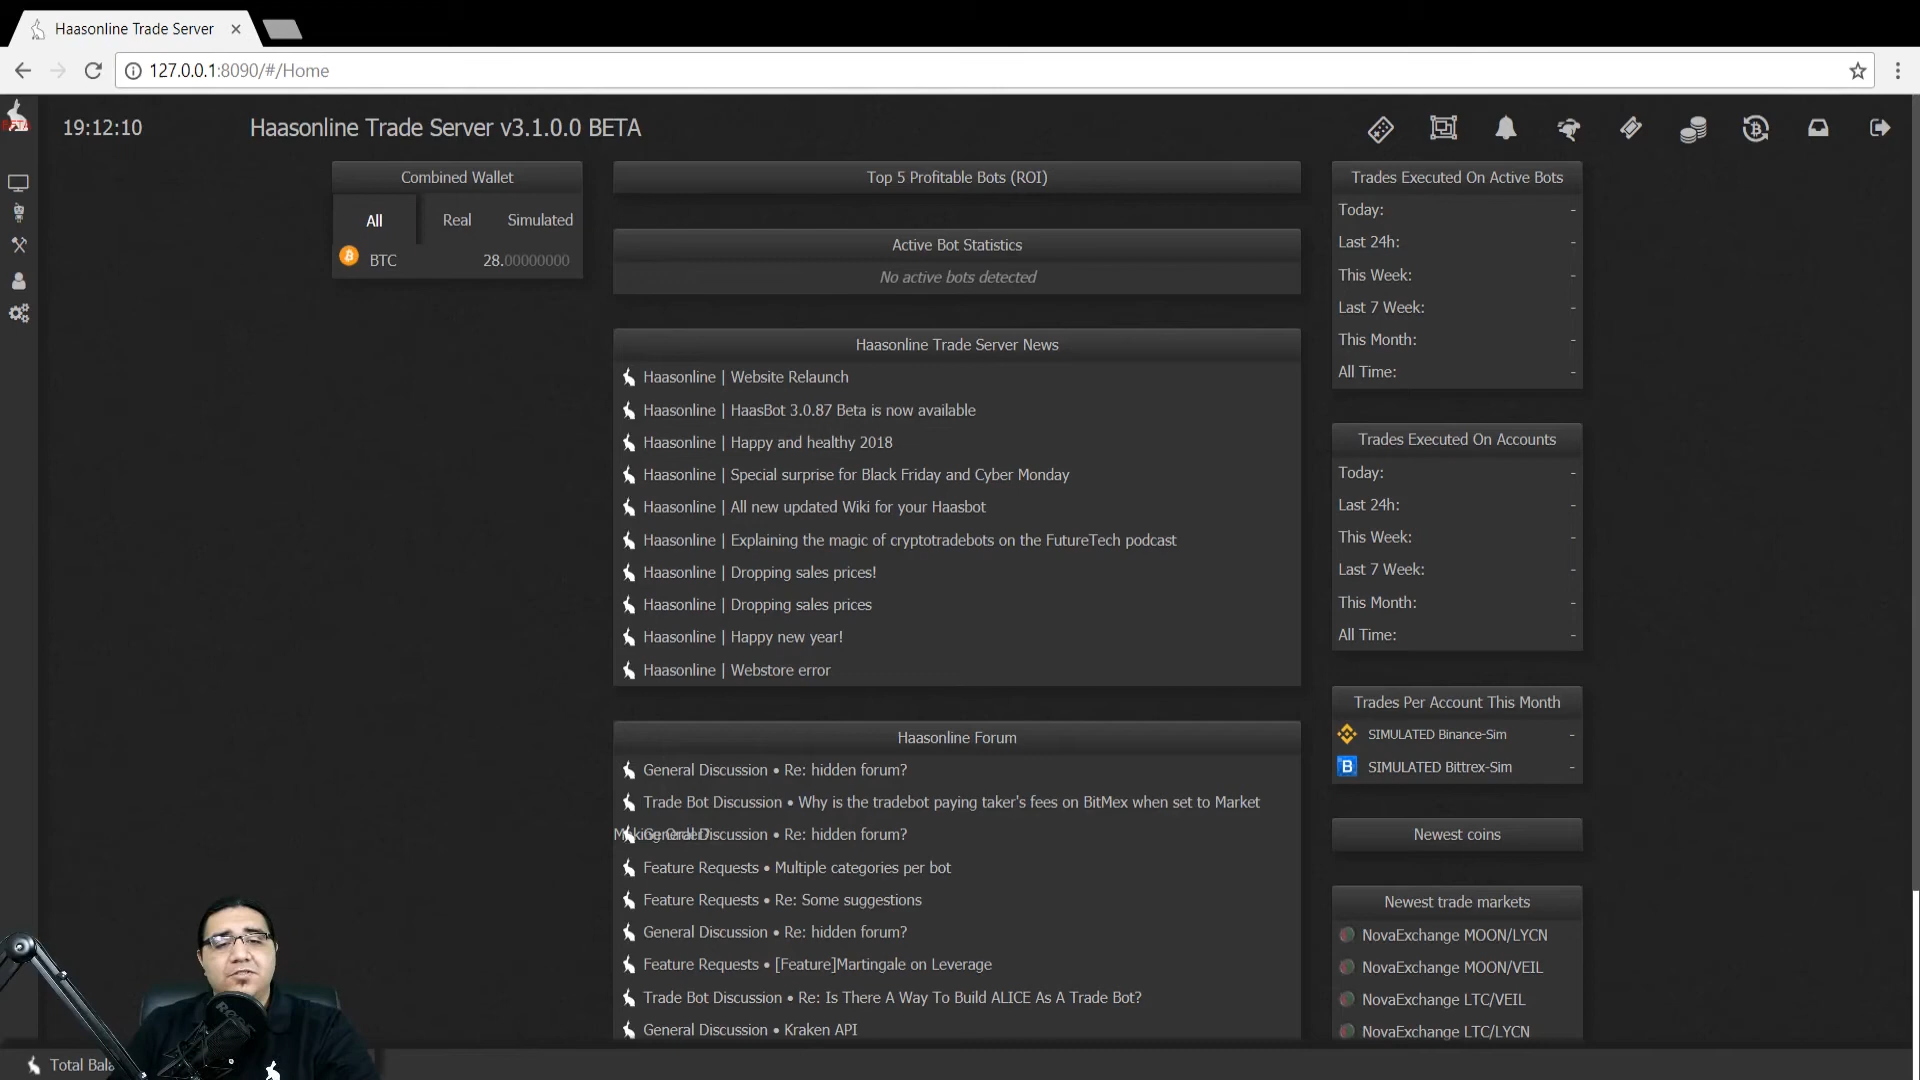 Haasonline Trade Server
127.0.0.1:8090/#/Home
BETA
19:12:10
Haasonline Trade Server v3.1.0.0 BETA
Combined Wallet
All Real Simulated
BTC 28.00000000
Top 5 Profitable Bots (ROI)
Active Bot Statistics
No active bots detected
Haasonline Trade Server News
Haasonline | Website Relaunch
Haasonline | HaasBot 3.0.87 Beta is now available
Haasonline | Happy and healthy 2018
Haasonline | Special surprise for Black Friday and Cyber Monday
Haasonline | All new updated Wiki for your Haasbot
Haasonline | Explaining the magic of cryptotradebots on the FutureTech podcast
Haasonline | Dropping sales prices!
Haasonline | Dropping sales prices
Haasonline | Happy new year!
Haasonline | Webstore error
Haasonline Forum
General Discussion • Re: hidden forum?
Trade Bot Discussion • Why is the tradebot paying taker's fees on BitMex when set to Market
Making Order?
General Discussion • Re: hidden forum?
Feature Requests • Multiple categories per bot
Feature Requests • Re: Some suggestions
General Discussion • Re: hidden forum?
Feature Requests • [Feature]Martingale on Leverage
Trade Bot Discussion • Re: Is There A Way To Build ALICE As A Trade Bot?
General Discussion • Kraken API
Trades Executed On Active Bots
Today: -
Last 24h: -
This Week: -
Last 7 Week: -
This Month: -
All Time: -
Trades Executed On Accounts
Today: -
Last 24h: -
This Week: -
Last 7 Week: -
This Month: -
All Time: -
Trades Per Account This Month
SIMULATED Binance-Sim -
B SIMULATED Bittrex-Sim -
Newest coins
Newest trade markets
NovaExchange MOON/LYCN
NovaExchange MOON/VEIL
NovaExchange LTC/VEIL
NovaExchange LTC/LYCN
RODE
Total Bala